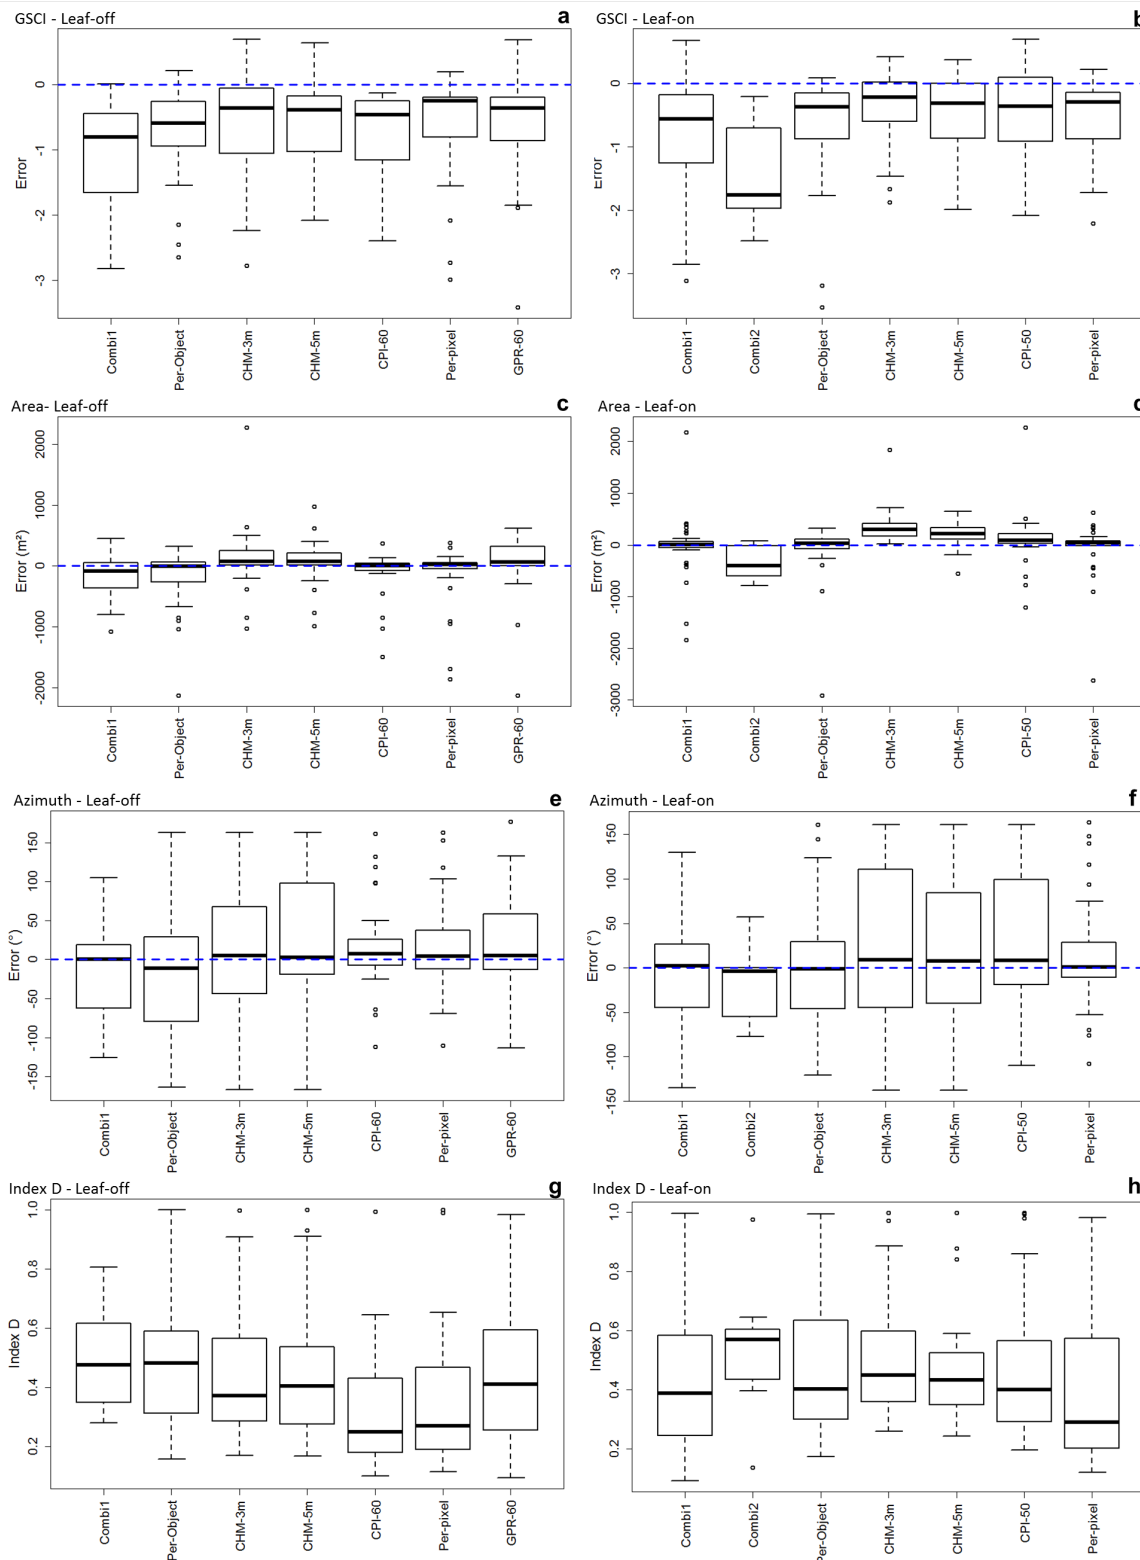 GSCI - Leaf-off
a
0
-1
-2
-3
Error
Combi1
Per-Object
CHM-3m
CHM-5m
CPI-60
Per-pixel
GPR-60
GSCI - Leaf-on
0
-1
-2
-3
Error
Combi1
Combi2
Per-Object
CHM-3m
CHM-5m
CPI-50
Per-pixel
Area- Leaf-off
c
2000
1000
0
-1000
-2000
Error (m²)
Combi1
Per-Object
CHM-3m
CHM-5m
CPI-60
Per-pixel
GPR-60
Area - Leaf-on
2000
1000
0
-1000
-2000
-3000
Error (m²)
Combi1
Combi2
Per-Object
CHM-3m
CHM-5m
CPI-50
Per-pixel
Azimuth - Leaf-off
e
150
100
50
0
-50
-100
-150
Error (°)
Combi1
Per-Object
CHM-3m
CHM-5m
CPI-60
Per-pixel
GPR-60
Azimuth - Leaf-on
f
150
100
50
0
-50
-100
-150
Error (°)
Combi1
Combi2
Per-Object
CHM-3m
CHM-5m
CPI-50
Per-pixel
Index D - Leaf-off
g
1.0
0.8
0.6
0.4
0.2
Index D
Combi1
Per-Object
CHM-3m
CHM-5m
CPI-60
Per-pixel
GPR-60
Index D - Leaf-on
h
1.0
0.8
0.6
0.4
0.2
Index D
Combi1
Combi2
Per-Object
CHM-3m
CHM-5m
CPI-50
Per-pixel